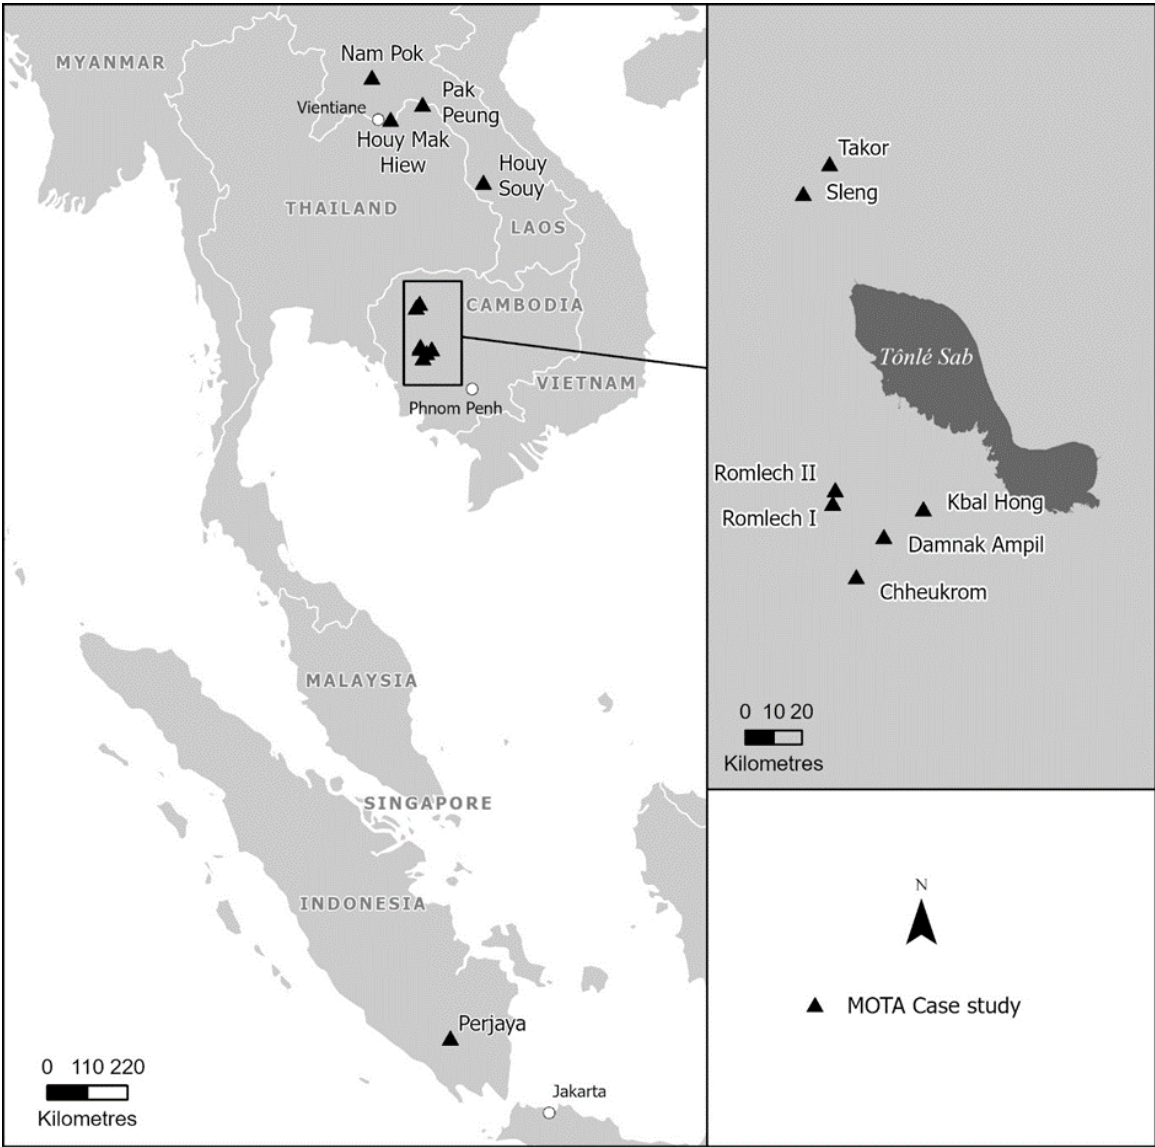 MYANMAR
Nam Pok
Vientiane
Pak
Peung
Houy Mak
Hiew
Houy
Souy
THAILAND
LAOS
CAMBODIA
VIETNAM
Phnom Penh
MALAYSIA
SINGAPORE
INDONESIA
Perjaya
Jakarta
0 110 220
Kilometres
Takor
Sleng
Tônlé Sab
Romlech II
Romlech I
Kbal Hong
Damnak Ampil
Chheukrom
0 10 20
Kilometres
N
MOTA Case study